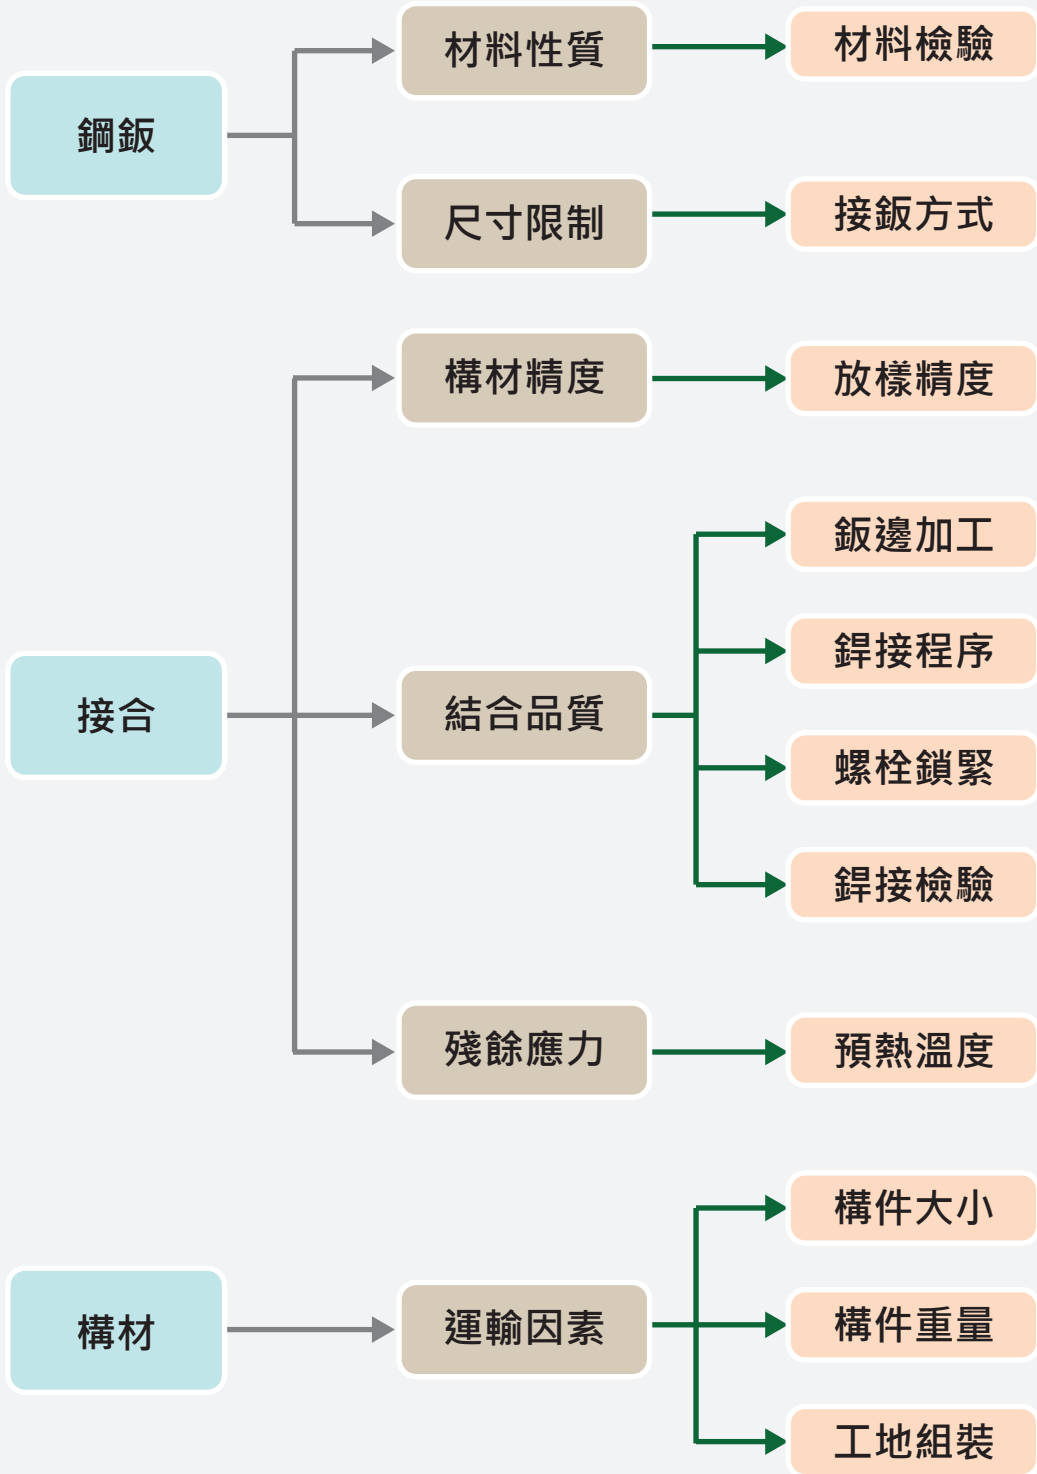 鋼鈑
材料性質
材料檢驗
尺寸限制
接鈑方式
接合
構材精度
放樣精度
結合品質
鈑邊加工
銲接程序
螺栓鎖緊
銲接檢驗
殘餘應力
預熱溫度
構材
運輸因素
構件大小
構件重量
工地組裝